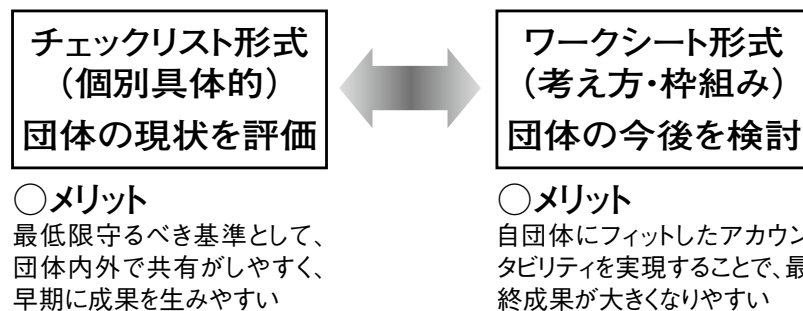 チェックリスト形式
（個別具体的）
団体の現状を評価
○メリット
最低限守るべき基準として、
団体内外で共有がしやすく、
早期に成果を生みやすい
ワークシート形式
（考え方・枠組み）
団体の今後を検討
○メリット
自団体にフィットしたアカウン
タビリティを実現することで、最
終成果が大きくなりやすい